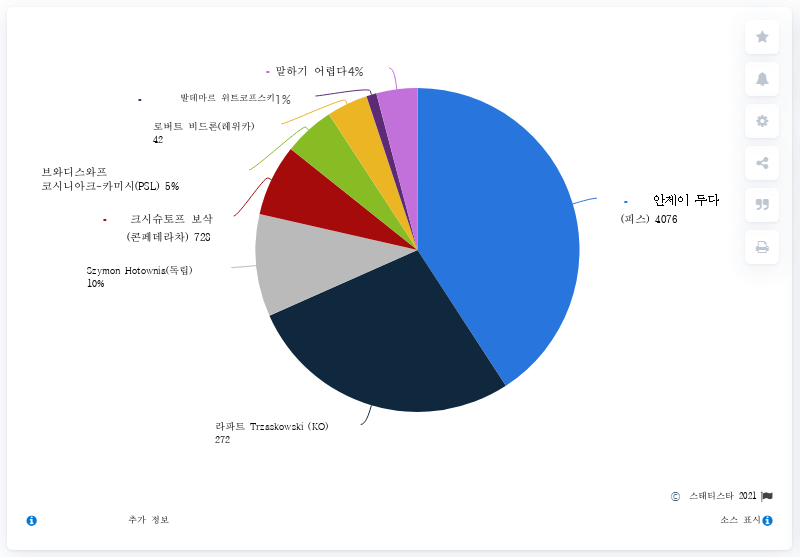 - 말하기 어렵다4%
- 발데마르 위트코프스키1%
로버트 비드론(레위카)
42
브와디스와프
코시니아크-카미시(PSL) 5%
- 크시슈토프 보삭
(콘페데라차) 728
Szymon Hotownia(독립)
10%
- 안제이 두다
(피스) 4076
라파트 Trzaskowski (KO)
272
© 스태티스타 2021
추가 정보
소스 표시